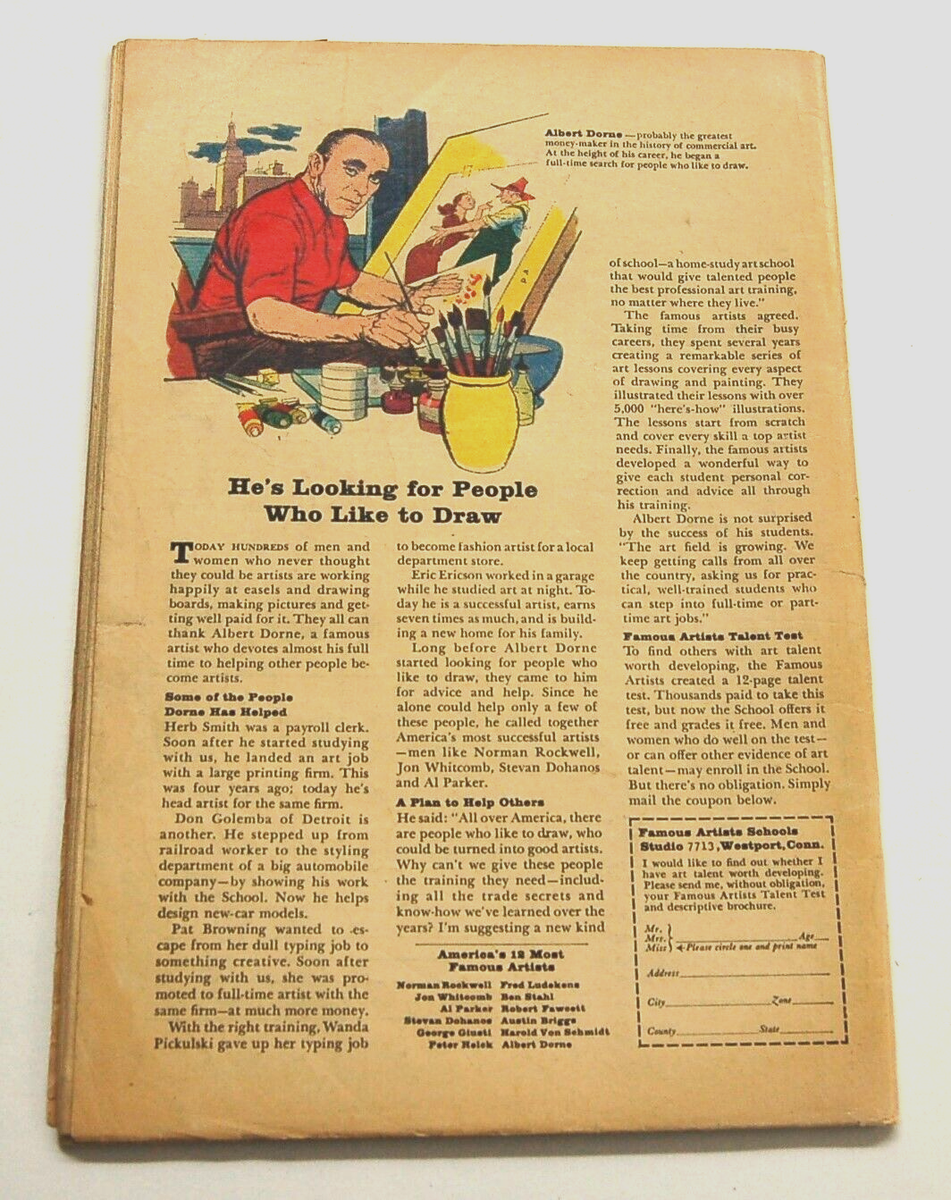 Albert Dorne — probably the greatest
money-maker in the history of commercial art.
At the height of his career, he began a
full-time search for people who like to draw.
He's Looking for People
Who Like to Draw
TODAY HUNDREDS of men and
women who never thought
they could be artists are working
happily at easels and drawing
boards, making pictures and get-
ting well paid for it. They all can
thank Albert Dorne, a famous
artist who devotes almost his full
time to helping other people be-
come artists.
Some of the People
Dorne Has Helped
Herb Smith was a payroll clerk.
Soon after he started studying
with us, he landed an art job
with a large printing firm. This
was four years ago; today he's
head artist for the same firm.
Don Golemba of Detroit is
another. He stepped up from
railroad worker to the styling
department of a big automobile
company—by showing his work
with the School. Now he helps
design new-car models.
Pat Browning wanted to es-
cape from her dull typing job to
something creative. Soon after
studying with us, she was pro-
moted to full-time artist with the
same firm—at much more money.
With the right training, Wanda
Pickulski gave up her typing job
to become fashion artist for a local
department store.
Eric Ericson worked in a garage
while he studied art at night. To-
day he is a successful artist, earns
seven times as much, and is build-
ing a new home for his family.
Long before Albert Dorne
started looking for people who
like to draw, they came to him
for advice and help. Since he
alone could help only a few of
these people, he called together
America's most successful artists
—men like Norman Rockwell,
Jon Whitcomb, Stevan Dohanos
and Al Parker.
A Plan to Help Others
He said: "All over America, there
are people who like to draw, who
could be turned into good artists.
Why can't we give these people
the training they need—includ-
ing all the trade secrets and
know-how we've learned over the
years? I'm suggesting a new kind
America's 12 Most
Famous Artists
Norman Rockwell Fred Ludekens
Jon Whitcomb Ben Stahl
Al Parker Robert Fawcett
Stevan Dohanos Austin Briggs
George Giusti Harold Von Schmidt
Peter Helck Albert Dorne
of school—a home-study art school
that would give talented people
the best professional art training,
no matter where they live."
The famous artists agreed.
Taking time from their busy
careers, they spent several years
creating a remarkable series of
art lessons covering every aspect
of drawing and painting. They
illustrated their lessons with over
5,000 "here's-how" illustrations.
The lessons start from scratch
and cover every skill a top artist
needs. Finally, the famous artists
developed a wonderful way to
give each student personal cor-
rection and advice all through
his training.
Albert Dorne is not surprised
by the success of his students.
"The art field is growing. We
keep getting calls from all over
the country, asking us for prac-
tical, well-trained students who
can step into full-time or part-
time art jobs."
Famous Artists Talent Test
To find others with art talent
worth developing, the Famous
Artists created a 12-page talent
test. Thousands paid to take this
test, but now the School offers it
free and grades it free. Men and
women who do well on the test—
or can offer other evidence of art
talent—may enroll in the School.
But there's no obligation. Simply
mail the coupon below.
Famous Artists Schools
Studio 7713, Westport, Conn.
I would like to find out whether I
have art talent worth developing.
Please send me, without obligation,
your Famous Artists Talent Test
and descriptive brochure.
Mr.
Mrs. Age
Miss Please circle one and print name
Address
City Zone
County State